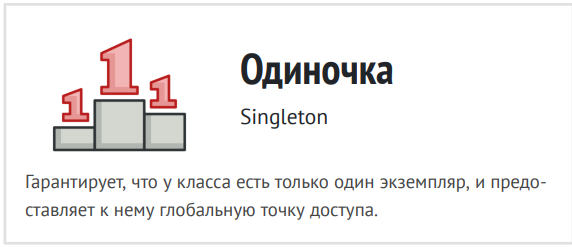 1
1
1
Одиночка
Singleton
Гарантирует, что у класса есть только один экземпляр, и предо-
ставляет к нему глобальную точку доступа.